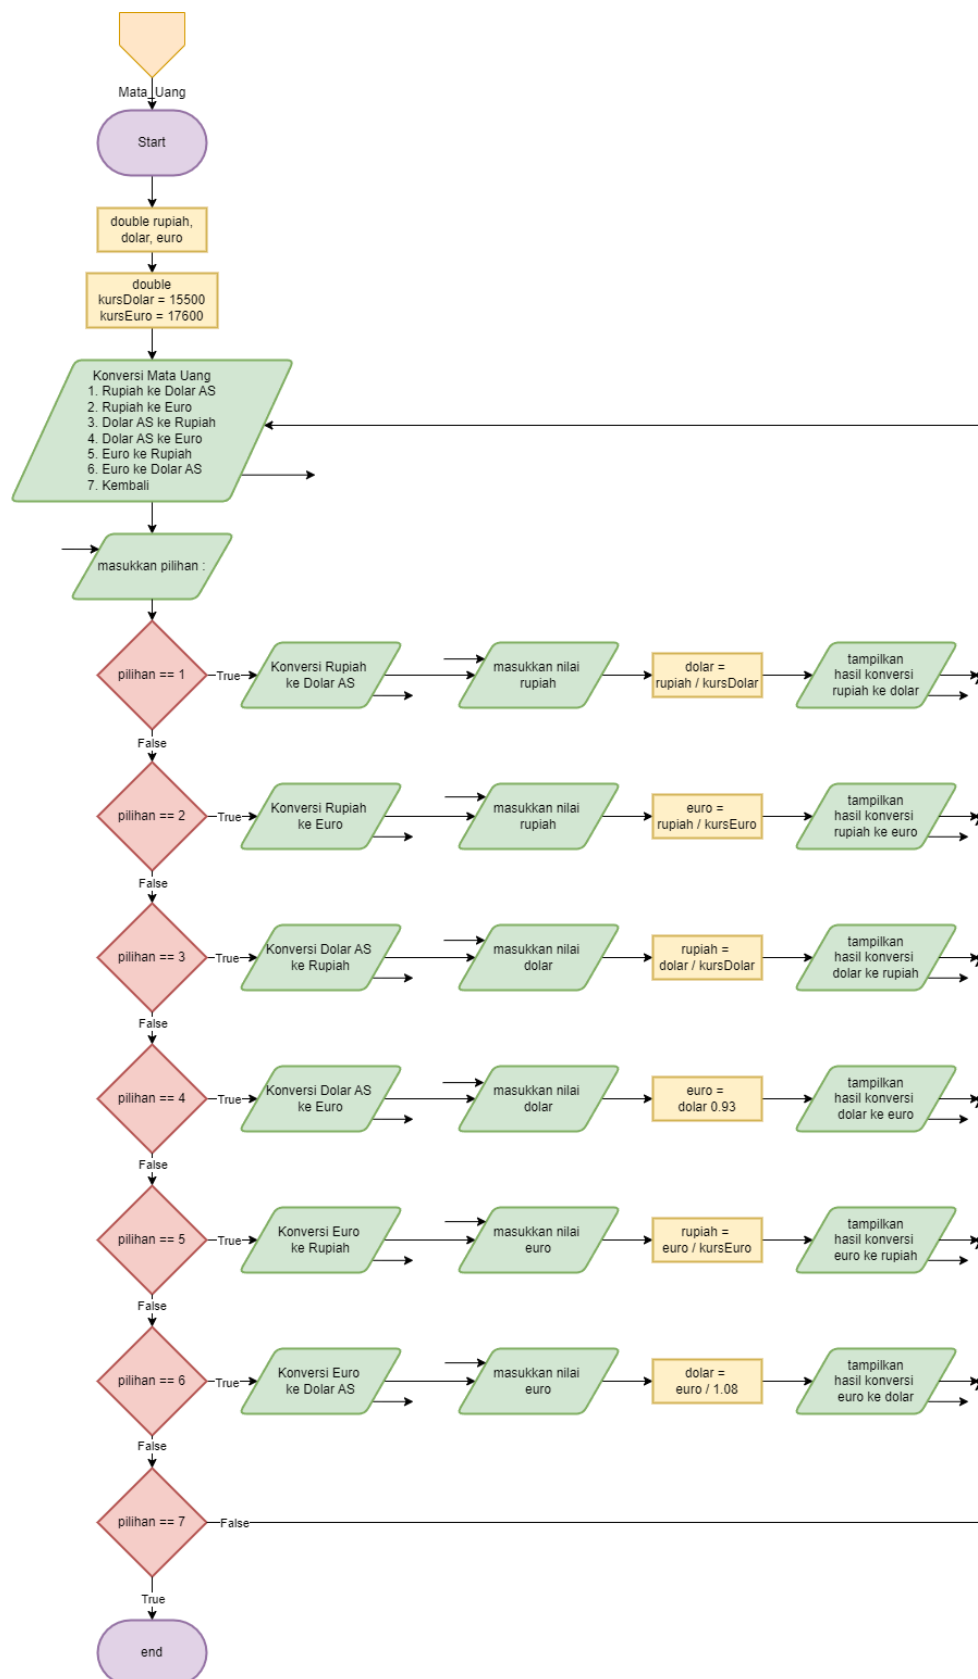 Mata_Uang
Start
double rupiah,
dolar, euro
double
kursDolar = 15500
kursEuro = 17600
Konversi Mata Uang
1. Rupiah ke Dolar AS
2. Rupiah ke Euro
3. Dolar AS ke Rupiah
4. Dolar AS ke Euro
5. Euro ke Rupiah
6. Euro ke Dolar AS
7. Kembali
masukkan pilihan :
pilihan == 1
True
Konversi Rupiah
ke Dolar AS
masukkan nilai
rupiah
dolar =
rupiah / kursDolar
tampilkan
hasil konversi
rupiah ke dolar
False
pilihan == 2
True
Konversi Rupiah
ke Euro
masukkan nilai
rupiah
euro =
rupiah / kursEuro
tampilkan
hasil konversi
rupiah ke euro
False
pilihan == 3
True
Konversi Dolar AS
ke Rupiah
masukkan nilai
dolar
rupiah =
dolar / kursDolar
tampilkan
hasil konversi
dolar ke rupiah
False
pilihan == 4
True
Konversi Dolar AS
ke Euro
masukkan nilai
dolar
euro =
dolar 0.93
tampilkan
hasil konversi
dolar ke euro
False
pilihan == 5
True
Konversi Euro
ke Rupiah
masukkan nilai
euro
rupiah =
euro / kursEuro
tampilkan
hasil konversi
euro ke rupiah
False
pilihan == 6
True
Konversi Euro
ke Dolar AS
masukkan nilai
euro
dolar =
euro / 1.08
tampilkan
hasil konversi
euro ke dolar
False
pilihan == 7
False
True
end